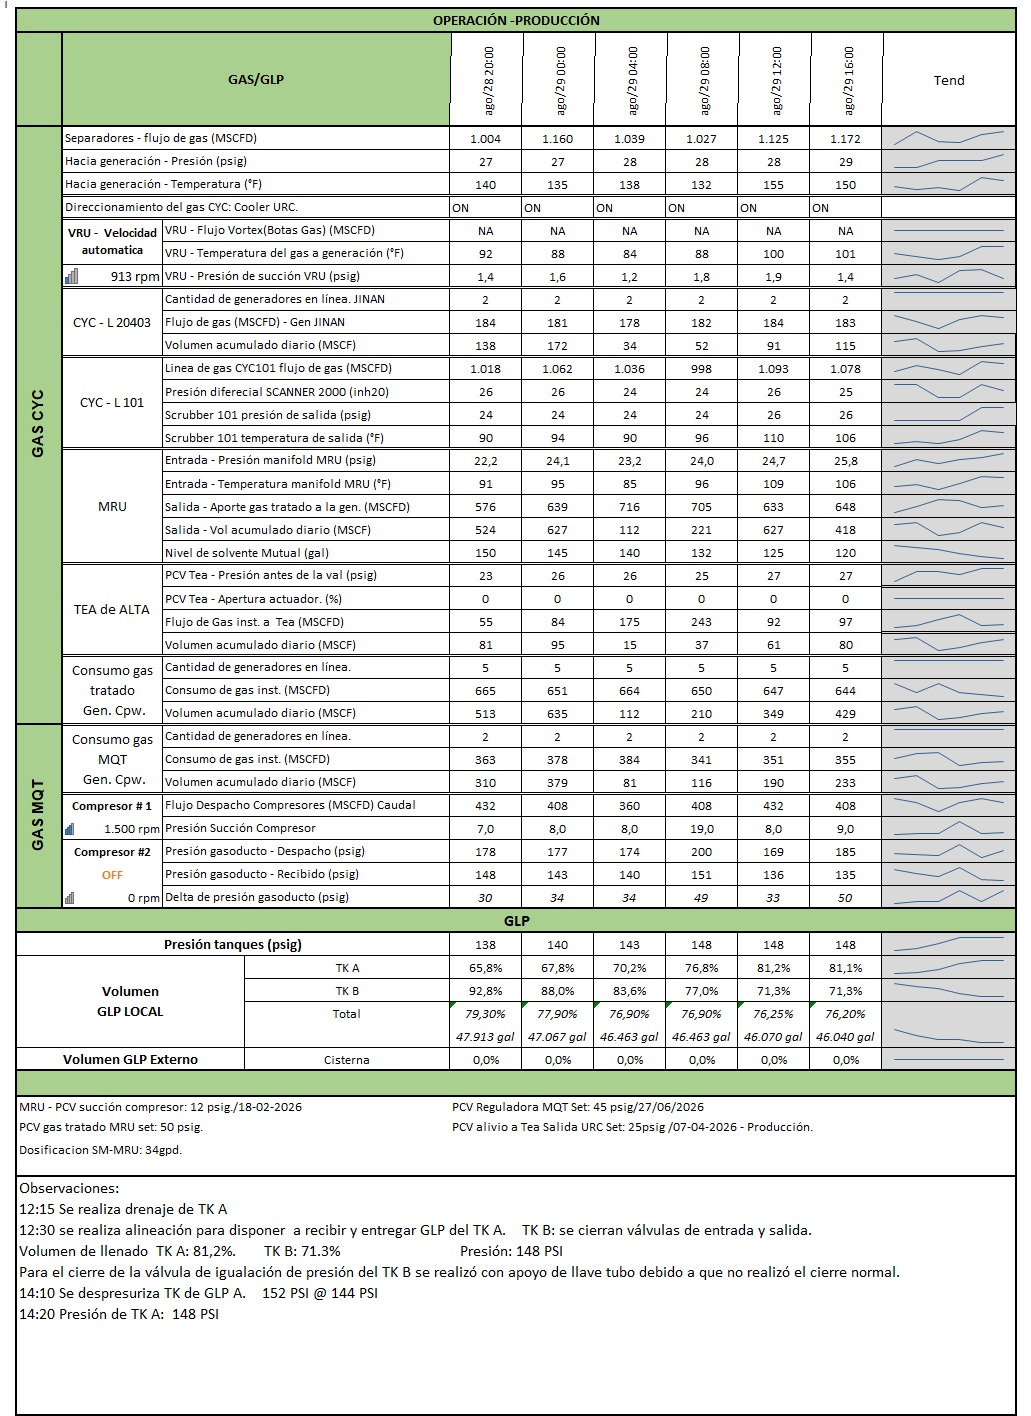 OPERACIÓN -PRODUCCIÓN
GAS/GLP ago/28 20:00 ago/29 00:00 ago/29 04:00 ago/29 08:00 ago/29 12:00 ago/29 16:00 Tend
GAS CYC
Separadores - flujo de gas (MSCFD) 1.004 1.160 1.039 1.027 1.125 1.172
Hacia generación - Presión (psig) 27 27 28 28 28 29
Hacia generación - Temperatura (°F) 140 135 138 132 155 150
Direccionamiento del gas CYC: Cooler URC. ON ON ON ON ON ON
VRU - Velocidad automatica
VRU - Flujo Vortex(Botas Gas) (MSCFD) NA NA NA NA NA NA
VRU - Temperatura del gas a generación (°F) 92 88 84 88 100 101
913 rpm VRU - Presión de succión VRU (psig) 1,4 1,6 1,2 1,8 1,9 1,4
CYC - L 20403
Cantidad de generadores en línea. JINAN 2 2 2 2 2 2
Flujo de gas (MSCFD) - Gen JINAN 184 181 178 182 184 183
Volumen acumulado diario (MSCF) 138 172 34 52 91 115
CYC - L 101
Linea de gas CYC101 flujo de gas (MSCFD) 1.018 1.062 1.036 998 1.093 1.078
Presión diferecial SCANNER 2000 (inh20) 26 26 24 24 26 25
Scrubber 101 presión de salida (psig) 24 24 24 24 26 26
Scrubber 101 temperatura de salida (°F) 90 94 90 96 110 106
MRU
Entrada - Presión manifold MRU (psig) 22,2 24,1 23,2 24,0 24,7 25,8
Entrada - Temperatura manifold MRU (°F) 91 95 85 96 109 106
Salida - Aporte gas tratado a la gen. (MSCFD) 576 639 716 705 633 648
Salida - Vol acumulado diario (MSCF) 524 627 112 221 627 418
Nivel de solvente Mutual (gal) 150 145 140 132 125 120
TEA de ALTA
PCV Tea - Presión antes de la val (psig) 23 26 26 25 27 27
PCV Tea - Apertura actuador. (%) 0 0 0 0 0 0
Flujo de Gas inst. a Tea (MSCFD) 55 84 175 243 92 97
Volumen acumulado diario (MSCF) 81 95 15 37 61 80
Consumo gas tratado Gen. Cpw.
Cantidad de generadores en línea. 5 5 5 5 5 5
Consumo de gas inst. (MSCFD) 665 651 664 650 647 644
Volumen acumulado diario (MSCF) 513 635 112 210 349 429
GAS MQT
Consumo gas MQT Gen. Cpw.
Cantidad de generadores en línea. 2 2 2 2 2 2
Consumo de gas inst. (MSCFD) 363 378 384 341 351 355
Volumen acumulado diario (MSCF) 310 379 81 116 190 233
Compresor # 1 Flujo Despacho Compresores (MSCFD) Caudal 432 408 360 408 432 408
1.500 rpm Presión Succión Compresor 7,0 8,0 8,0 19,0 8,0 9,0
Compresor #2 Presión gasoducto - Despacho (psig) 178 177 174 200 169 185
OFF Presión gasoducto - Recibido (psig) 148 143 140 151 136 135
0 rpm Delta de presión gasoducto (psig) 30 34 34 49 33 50
GLP
Presión tanques (psig) 138 140 143 148 148 148
Volumen GLP LOCAL
TK A 65,8% 67,8% 70,2% 76,8% 81,2% 81,1%
TK B 92,8% 88,0% 83,6% 77,0% 71,3% 71,3%
Total 79,30% 77,90% 76,90% 76,90% 76,25% 76,20%
47.913 gal 47.067 gal 46.463 gal 46.463 gal 46.070 gal 46.040 gal
Volumen GLP Externo Cisterna 0,0% 0,0% 0,0% 0,0% 0,0% 0,0%
MRU - PCV succión compresor: 12 psig./18-02-2026 PCV Reguladora MQT Set: 45 psig/27/06/2026
PCV gas tratado MRU set: 50 psig. PCV alivio a Tea Salida URC Set: 25psig /07-04-2026 - Producción.
Dosificacion SM-MRU: 34gpd.
Observaciones:
12:15 Se realiza drenaje de TK A
12:30 se realiza alineación para disponer a recibir y entregar GLP del TK A. TK B: se cierran válvulas de entrada y salida.
Volumen de llenado TK A: 81,2%. TK B: 71.3% Presión: 148 PSI
Para el cierre de la válvula de igualación de presión del TK B se realizó con apoyo de llave tubo debido a que no realizó el cierre normal.
14:10 Se despresuriza TK de GLP A. 152 PSI @ 144 PSI
14:20 Presión de TK A: 148 PSI